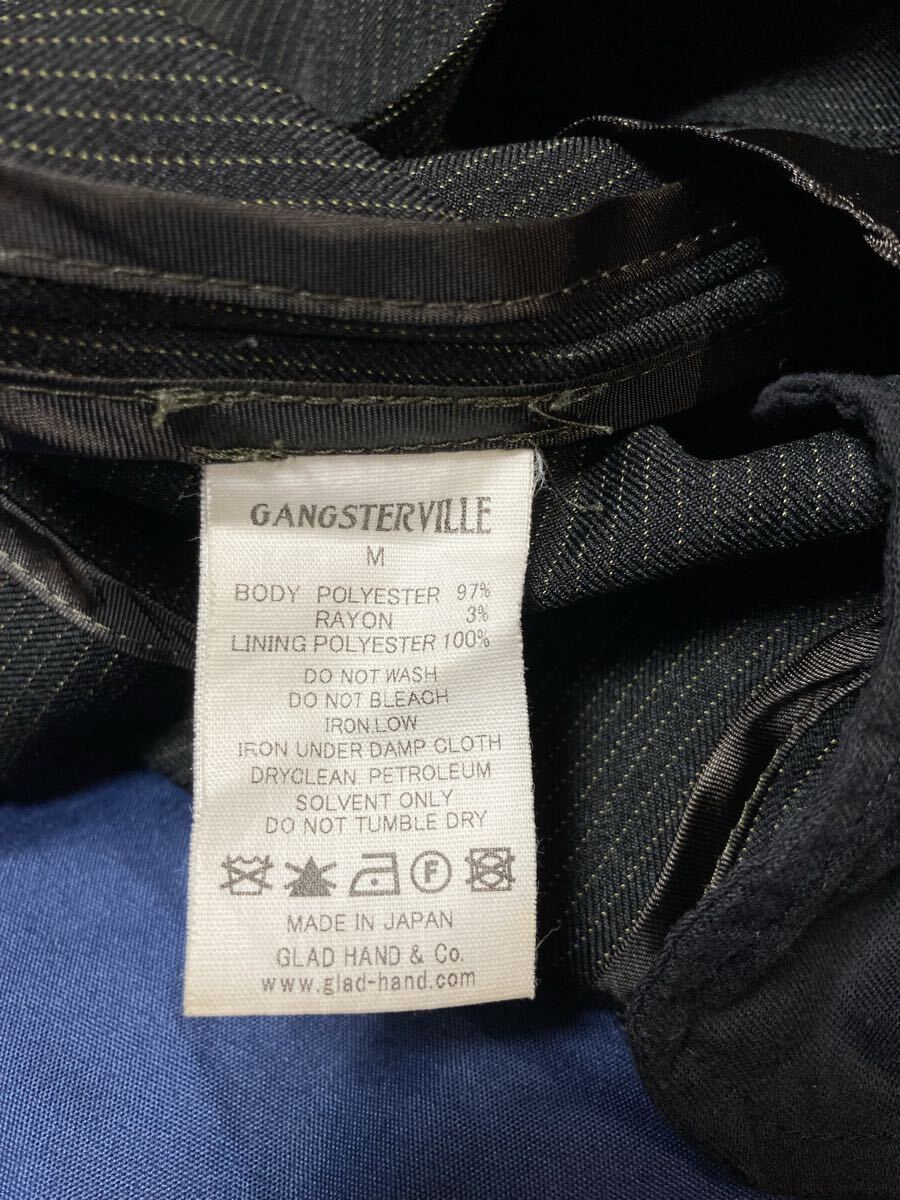 GANGSTERVILLE
M
BODY POLYESTER 97%
RAYON 3%
LINING POLYESTER 100%
DO NOT WASH
DO NOT BLEACH
IRON LOW
IRON UNDER DAMP CLOTH
DRYCLEAN PETROLEUM
SOLVENT ONLY
DO NOT TUMBLE DRY
F
MADE IN JAPAN
GLAD HAND & Co.
www.glad-hand.com